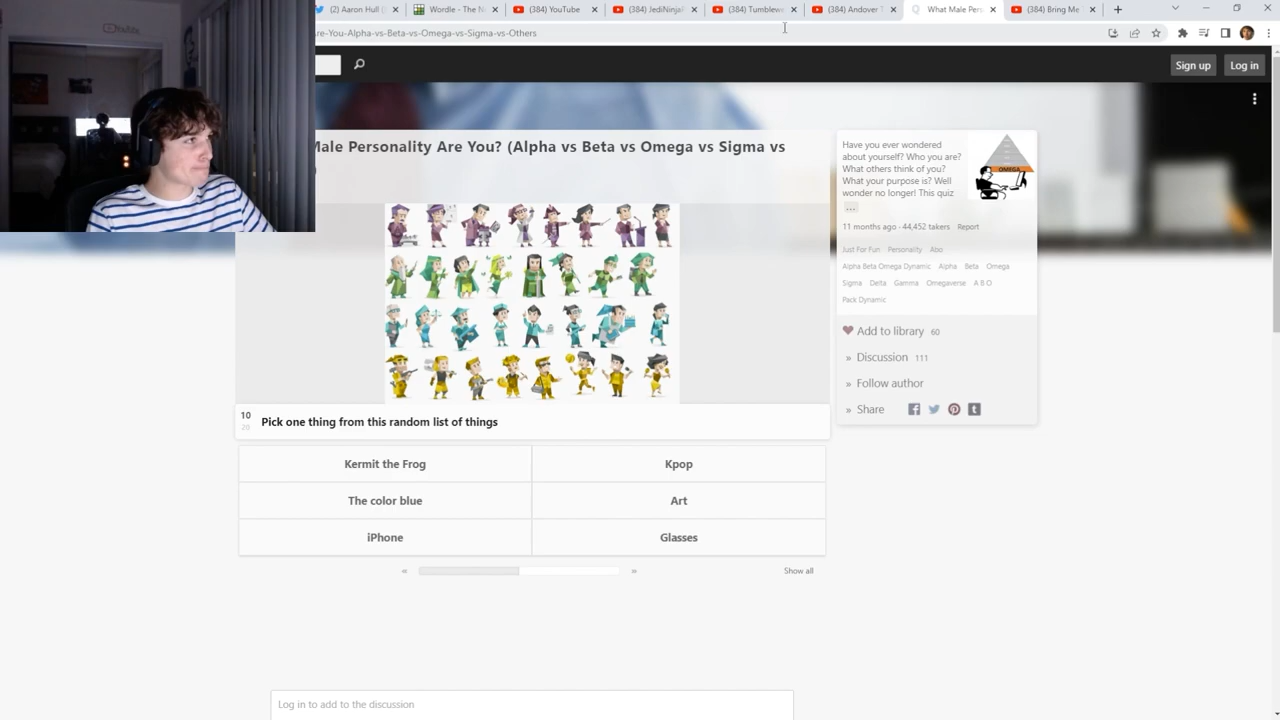 (2) Aaron Hull (
Wordle - The N
(384) YouTube
(384) JediNinja
(384) Tumblewe
(384) Andover T
What Male Pers
(384) Bring Me
re-You-Alpha-vs-Beta-vs-Omega-vs-Sigma-vs-Others
Sign up
Log in
Male Personality Are You? (Alpha vs Beta vs Omega vs Sigma vs
Have you ever wondered
about yourself? Who you are?
What others think of you?
What your purpose is? Well
wonder no longer! This quiz
...
OMEGA
11 months ago · 44,452 takers Report
Just For Fun Personality Abo
Alpha Beta Omega Dynamic Alpha Beta Omega
Sigma Delta Gamma Omegaverse A B O
Pack Dynamic
Add to library 60
» Discussion 111
» Follow author
» Share
10
20
Pick one thing from this random list of things
Kermit the Frog
Kpop
The color blue
Art
iPhone
Glasses
«
»
Show all
Log in to add to the discussion